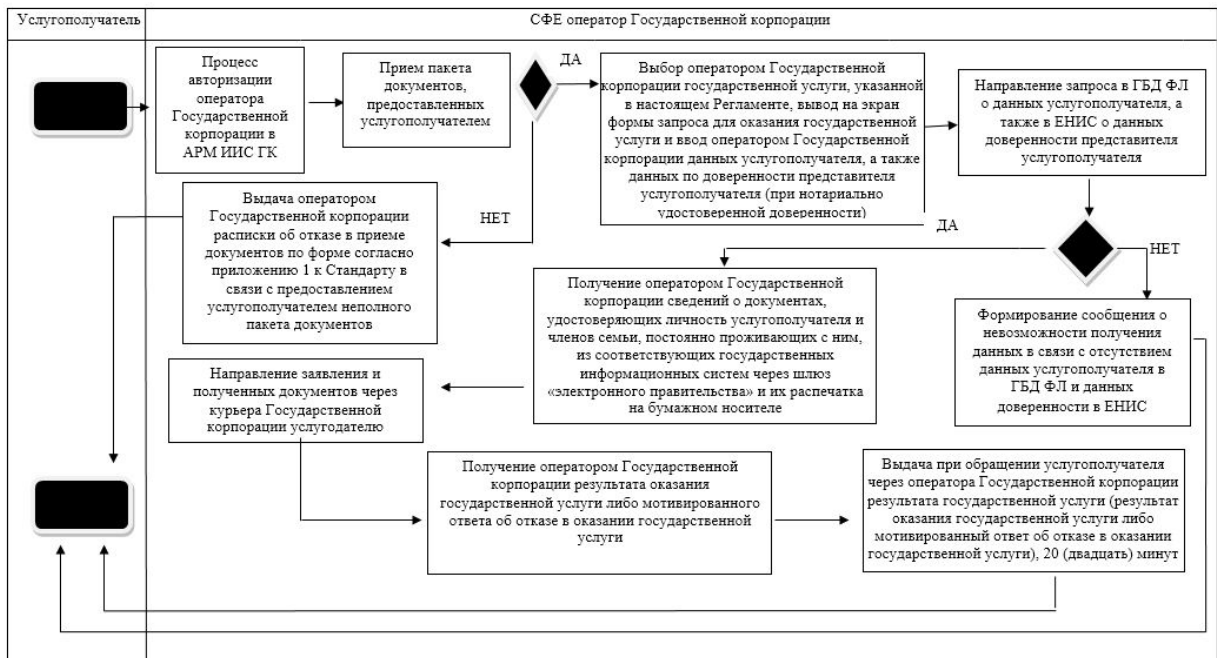 Услугополучатель
СФЕ оператор Государственной корпорации
Процесс
авторизации
оператора
Государственной
корпорации в
АРМ ИИС ГК
Прием пакета
документов,
предоставленных
услугополучателем
ДА
Выбор оператором Государственной
корпорации государственной услуги, указанной
в настоящем Регламенте, вывод на экран
формы запроса для оказания государственной
услуги и ввод оператором Государственной
корпорации данных услугополучателя, а также
данных по доверенности представителя
услугополучателя (при нотариально
удостоверенной доверенности)
Направление запроса в ГБД ФЛ
о данных услугополучателя, а
также в ЕНИС о данных
доверенности представителя
услугополучателя
Выдача оператором
Государственной корпорации
расписки об отказе в приеме
документов по форме согласно
приложению 1 к Стандарту в
связи с предоставлением
услугополучателем неполного
пакета документов
НЕТ
ДА
НЕТ
Получение оператором Государственной
корпорации сведений о документах,
удостоверяющих личность услугополучателя и
членов семьи, постоянно проживающих с ним,
из соответствующих государственных
информационных систем через шлюз
«электронного правительства» и их распечатка
на бумажном носителе
Формирование сообщения о
невозможности получения
данных в связи с отсутствием
данных услугополучателя в
ГБД ФЛ и данных
доверенности в ЕНИС
Направление заявления и
полученных документов через
курьера Государственной
корпорации услугодателю
Получение оператором Государственной
корпорации результата оказания
государственной услуги либо мотивированного
ответа об отказе в оказании государственной
услуги
Выдача при обращении услугополучателя
через оператора Государственной корпорации
результата государственной услуги (результат
оказания государственной услуги либо
мотивированный ответ об отказе в оказании
государственной услуги), 20 (двадцать) минут